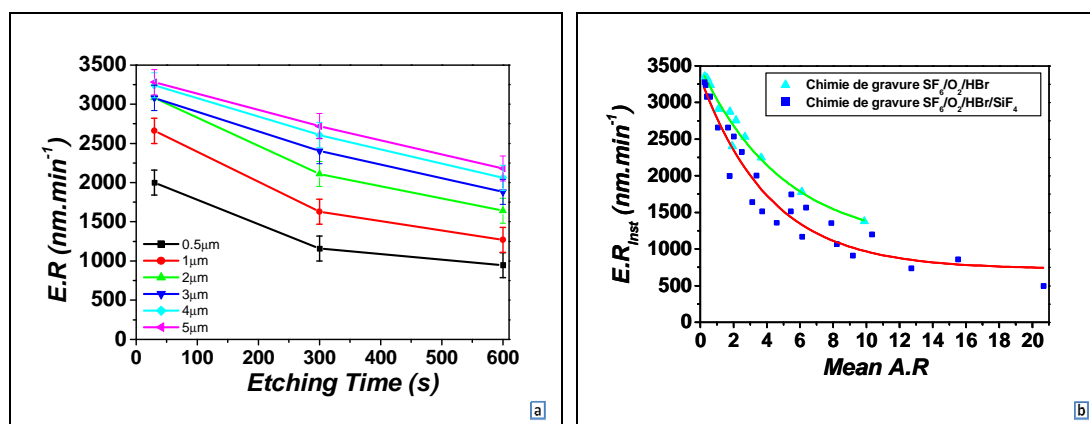 3500
3000
2500
2000
1500
1000
500
0
E.R (nm.min⁻¹)
0.5µm
1µm
2µm
3µm
4µm
5µm
0 100 200 300 400 500 600
Etching Time (s)
a
3500
3000
2500
2000
1500
1000
500
0
E.R_Inst (nm.min⁻¹)
Chimie de gravure SF₆/O₂/HBr
Chimie de gravure SF₆/O₂/HBr/SiF₄
0 2 4 6 8 10 12 14 16 18 20
Mean A.R
b